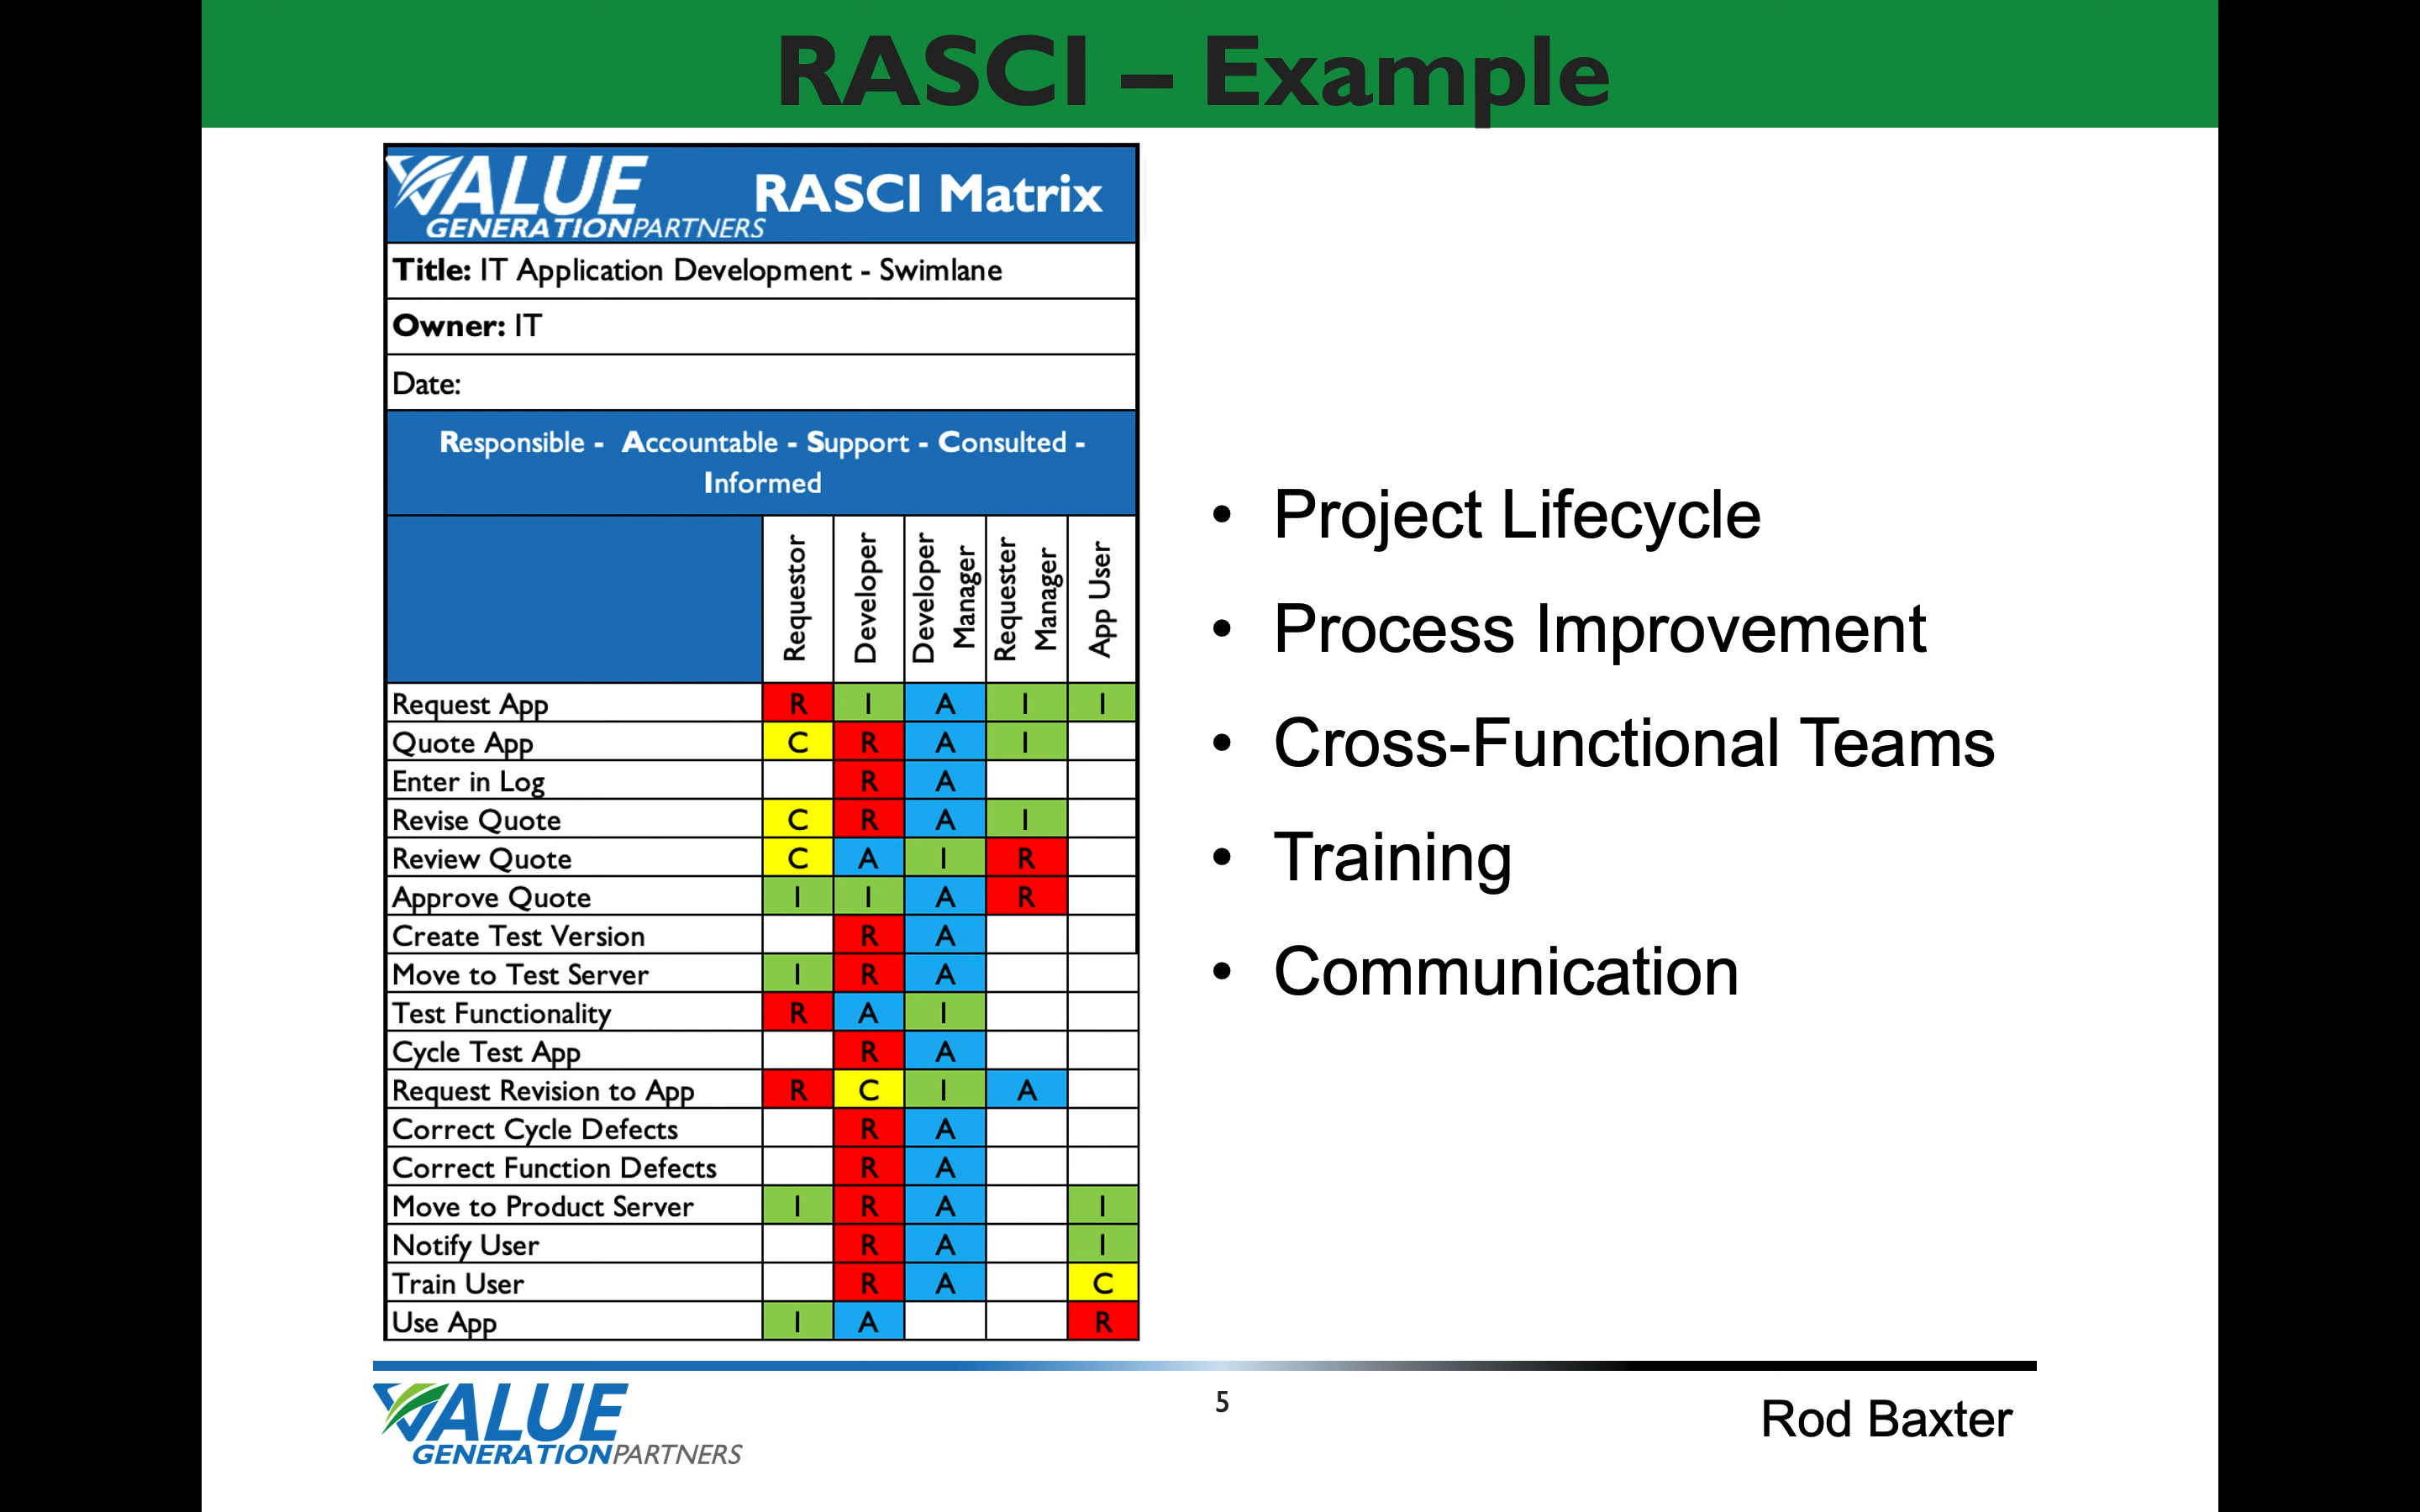 RASCI – Example
VALUE
GENERATIONPARTNERS
RASCI Matrix
Title: IT Application Development - Swimlane
Owner: IT
Date:
Responsible - Accountable - Support - Consulted -
Informed
Requestor
Developer
Developer
Manager
Requester
Manager
App User
Request App R I A I I
Quote App C R A I
Enter in Log R A
Revise Quote C R A I
Review Quote C A I R
Approve Quote I I A R
Create Test Version R A
Move to Test Server I R A
Test Functionality R A I
Cycle Test App R A
Request Revision to App R C I A
Correct Cycle Defects R A
Correct Function Defects R A
Move to Product Server I R A I
Notify User R A I
Train User R A C
Use App I A R
• Project Lifecycle
• Process Improvement
• Cross-Functional Teams
• Training
• Communication
VALUE
GENERATIONPARTNERS
5
Rod Baxter